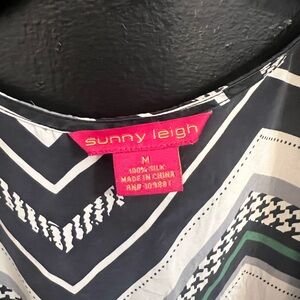 sunny leigh
M
100% SILK
MADE IN CHINA
RN# 103881